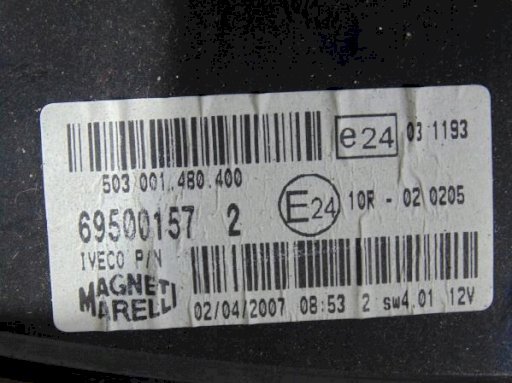 e24 03 1193
503.001.480.400
69500157 2 E24 10R - 02 0205
IVECO P/N
MAGNETI
MARELLI
02/04/2007 08:53 2 sw4.01 12V